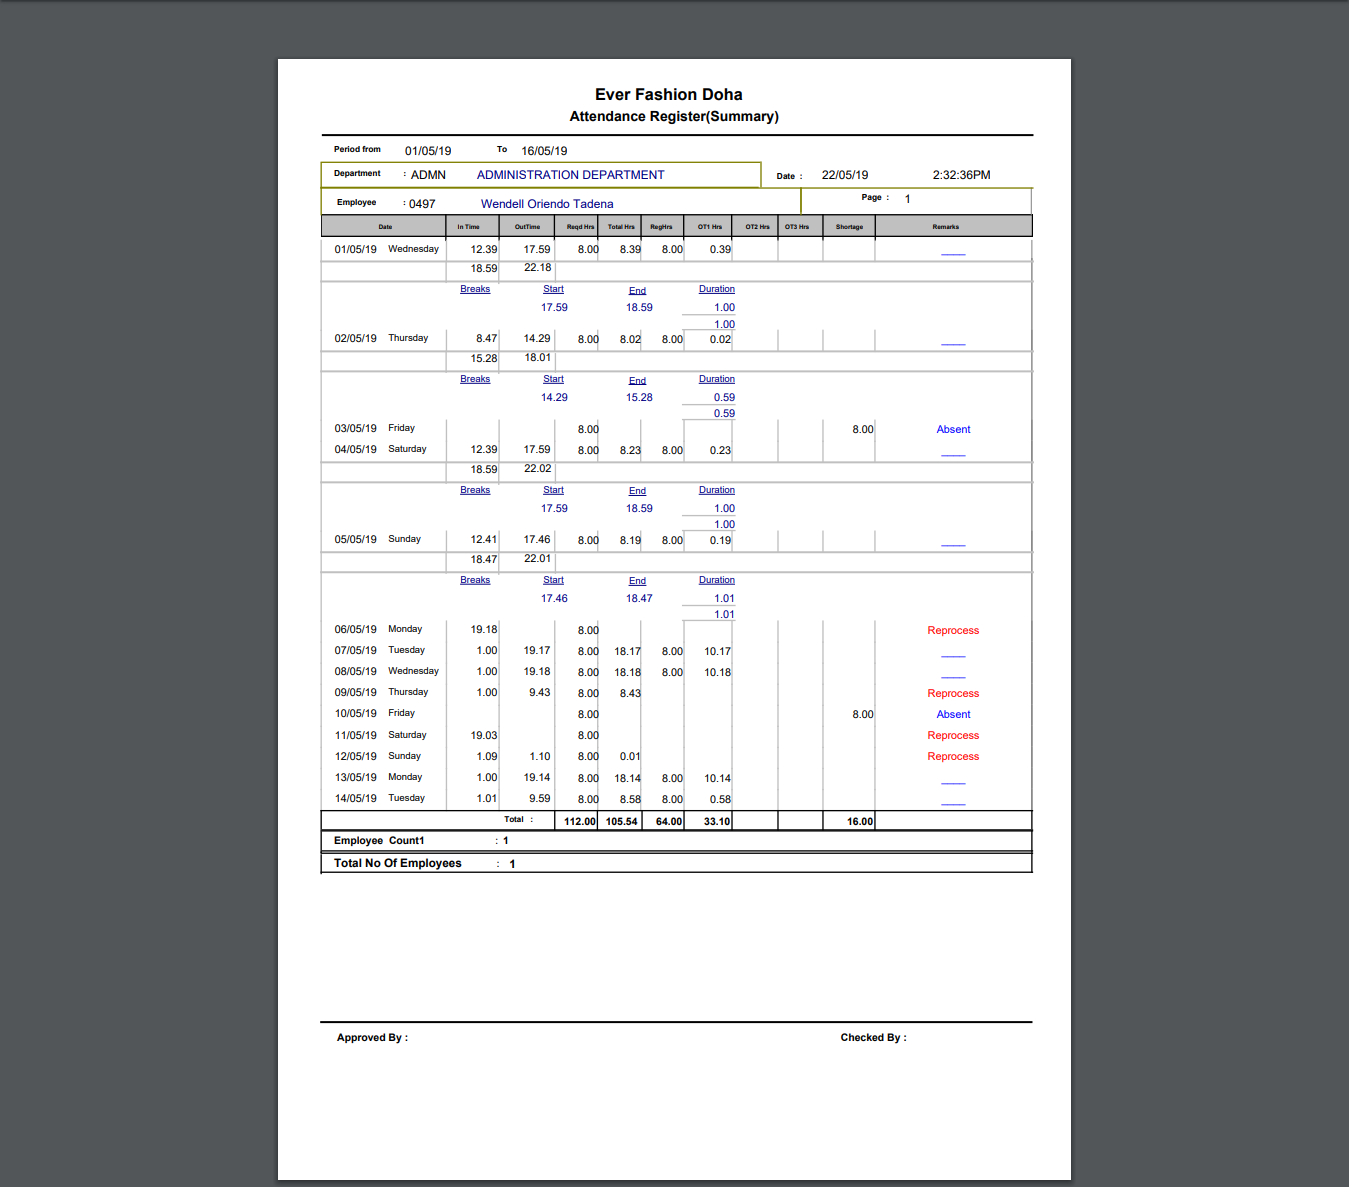 Ever Fashion Doha
Attendance Register(Summary)
Period from 01/05/19 To 16/05/19
Department : ADMN ADMINISTRATION DEPARTMENT Date : 22/05/19 2:32:36PM
Employee : 0497 Wendell Oriendo Tadena Page : 1
Date In Time OutTime Reqd Hrs Total Hrs RegHrs OT1 Hrs OT2 Hrs OT3 Hrs Shortage Remarks
01/05/19 Wednesday 12.39 17.59 8.00 8.39 8.00 0.39 ____
18.59 22.18
Breaks Start End Duration
17.59 18.59 1.00
1.00
02/05/19 Thursday 8.47 14.29 8.00 8.02 8.00 0.02 ____
15.28 18.01
Breaks Start End Duration
14.29 15.28 0.59
0.59
03/05/19 Friday 8.00 8.00 Absent
04/05/19 Saturday 12.39 17.59 8.00 8.23 8.00 0.23 ____
18.59 22.02
Breaks Start End Duration
17.59 18.59 1.00
1.00
05/05/19 Sunday 12.41 17.46 8.00 8.19 8.00 0.19 ____
18.47 22.01
Breaks Start End Duration
17.46 18.47 1.01
1.01
06/05/19 Monday 19.18 8.00 Reprocess
07/05/19 Tuesday 1.00 19.17 8.00 18.17 8.00 10.17 ____
08/05/19 Wednesday 1.00 19.18 8.00 18.18 8.00 10.18 ____
09/05/19 Thursday 1.00 9.43 8.00 8.43 Reprocess
10/05/19 Friday 8.00 8.00 Absent
11/05/19 Saturday 19.03 8.00 Reprocess
12/05/19 Sunday 1.09 1.10 8.00 0.01 Reprocess
13/05/19 Monday 1.00 19.14 8.00 18.14 8.00 10.14 ____
14/05/19 Tuesday 1.01 9.59 8.00 8.58 8.00 0.58 ____
Total : 112.00 105.54 64.00 33.10 16.00
Employee Count1 : 1
Total No Of Employees : 1
Approved By : Checked By :